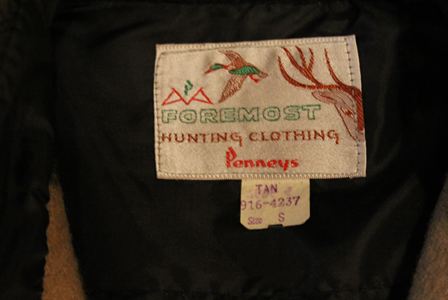 FOREMOST
HUNTING CLOTHING
Penneys
TAN
916-4237
Size S